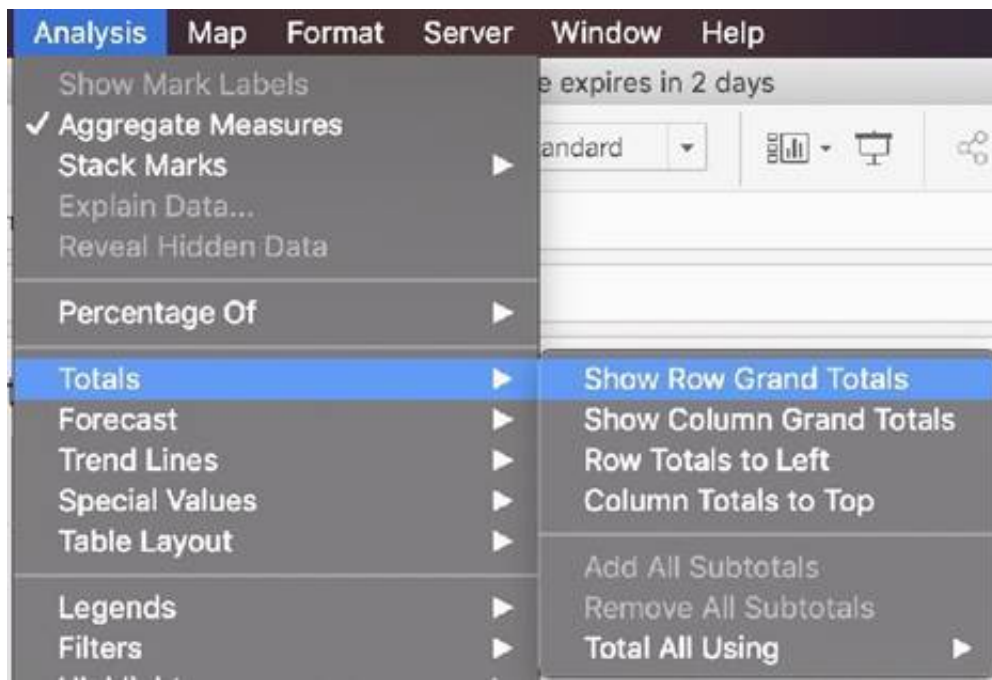 Analysis Map Format Server Window Help
Show Mark Labels
expires in 2 days
✓ Aggregate Measures
Stack Marks
Explain Data...
Reveal Hidden Data
Percentage Of
Totals
Forecast
Trend Lines
Special Values
Table Layout
Legends
Filters
Show Row Grand Totals
Show Column Grand Totals
Row Totals to Left
Column Totals to Top
Add All Subtotals
Remove All Subtotals
Total All Using